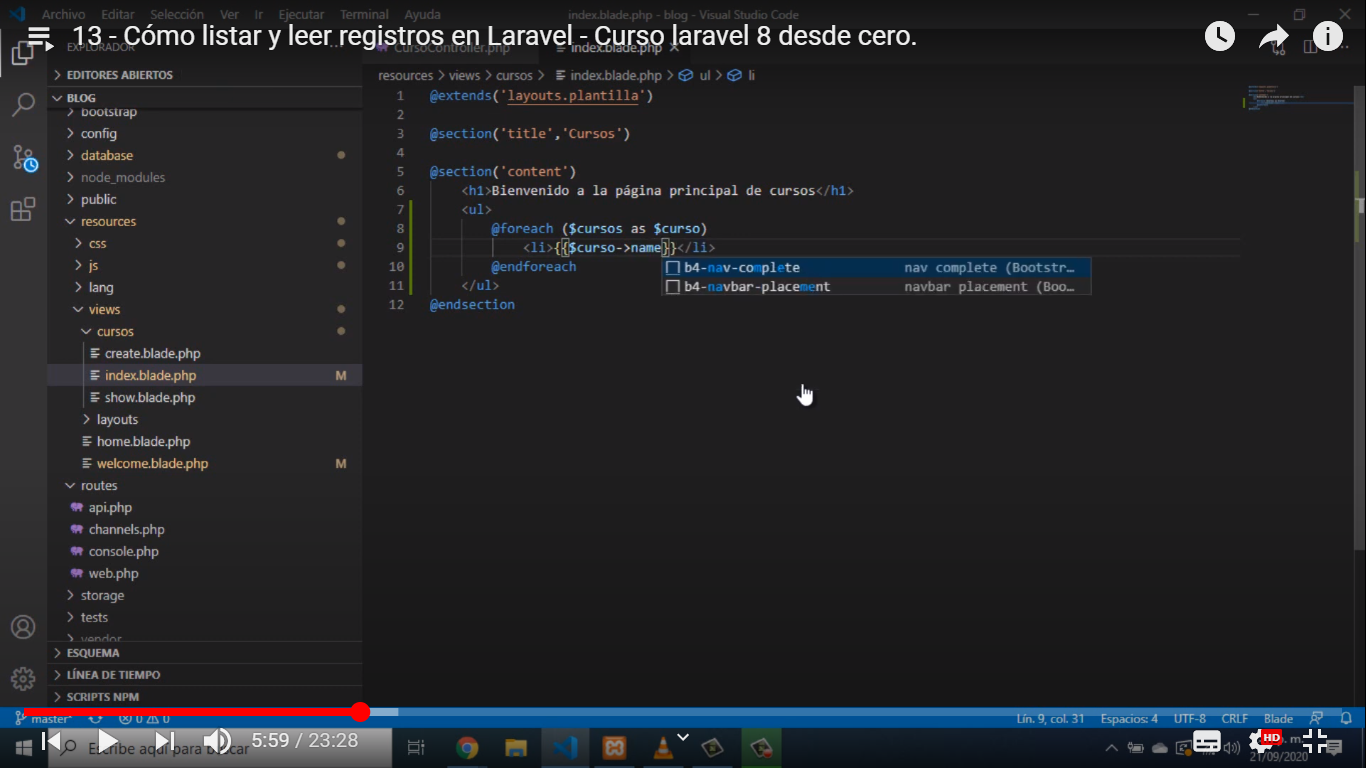 Archivo Editar Selección Ver Ir Ejecutar Terminal Ayuda
index.blade.php - blog - Visual Studio Code
13 - Cómo listar y leer registros en Laravel - Curso laravel 8 desde cero.
EXPLORADOR
CursoController.php
index.blade.php
EDITORES ABIERTOS
resources > views > cursos > index.blade.php > ul > li
BLOG
bootstrap
config
database
node_modules
public
resources
css
js
lang
views
cursos
create.blade.php
index.blade.php M
show.blade.php
layouts
home.blade.php
welcome.blade.php M
routes
api.php
channels.php
console.php
web.php
storage
tests
vendor
ESQUEMA
LÍNEA DE TIEMPO
SCRIPTS NPM
1 @extends('layouts.plantilla')
2
3 @section('title','Cursos')
4
5 @section('content')
6 <h1>Bienvenido a la página principal de cursos</h1>
7 <ul>
8 @foreach ($cursos as $curso)
9 <li>{{$curso->name}}</li>
10 @endforeach
11 </ul>
12 @endsection
b4-nav-complete nav complete (Bootstr…
b4-navbar-placement navbar placement (Boo…
master* 0 0
Lín. 9, col. 31 Espacios: 4 UTF-8 CRLF Blade
Escribe aquí para buscar
5:59 / 23:28
HD
21/09/2020